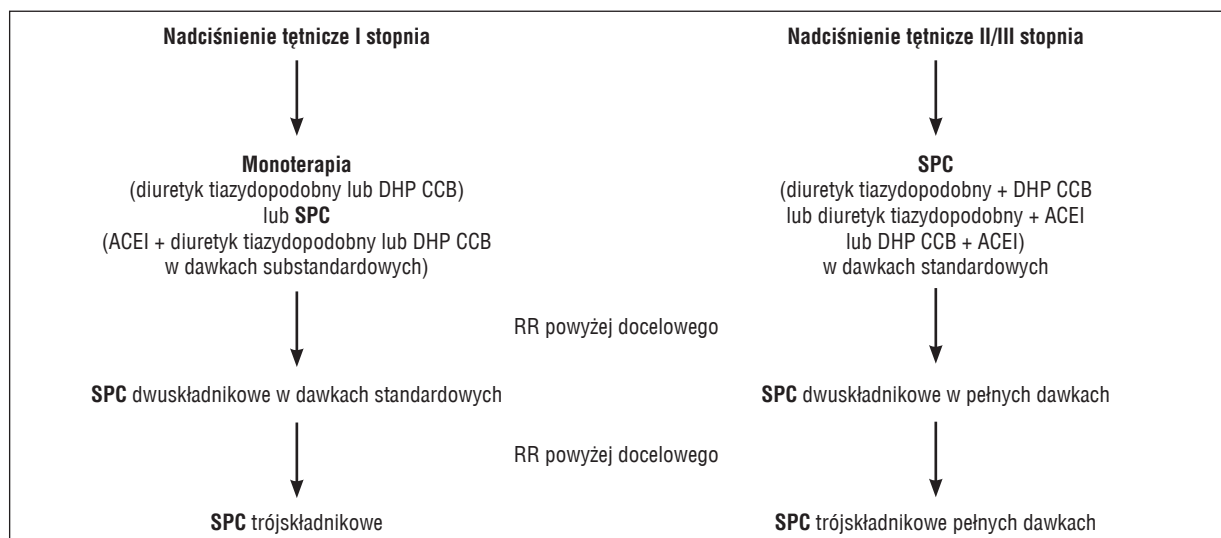 Nadciśnienie tętnicze I stopnia
Monoterapia
(diuretyk tiazydopodobny lub DHP CCB)
lub SPC
(ACEI + diuretyk tiazydopodobny lub DHP CCB
w dawkach substandardowych)
Nadciśnienie tętnicze II/III stopnia
SPC
(diuretyk tiazydopodobny + DHP CCB
lub diuretyk tiazydopodobny + ACEI
lub DHP CCB + ACEI)
w dawkach standardowych
RR powyżej docelowego
SPC dwuskładnikowe w dawkach standardowych
SPC dwuskładnikowe w pełnych dawkach
RR powyżej docelowego
SPC trójskładnikowe
SPC trójskładnikowe pełnych dawkach